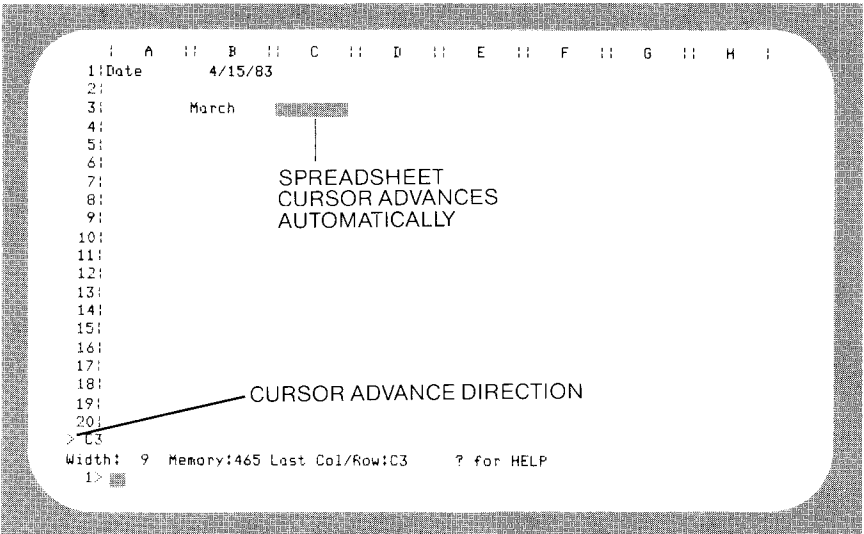 ¦ A ¦¦ B ¦¦ C ¦¦ D ¦¦ E ¦¦ F ¦¦ G ¦¦ H ¦
1¦Date 4/15/83
2¦
3¦ March
4¦
5¦
6¦
7¦
SPREADSHEET
8¦
CURSOR ADVANCES
9¦
AUTOMATICALLY
10¦
11¦
12¦
13¦
14¦
15¦
16¦
17¦
18¦
CURSOR ADVANCE DIRECTION
19¦
20¦
> C3
Width: 9 Memory:465 Last Col/Row:C3 ? for HELP
1>